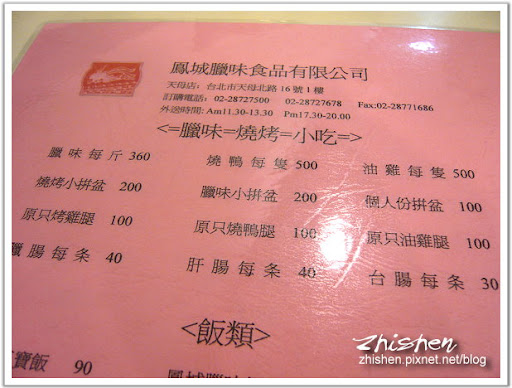 鳳城臘味食品有限公司
天母店：台北市天母北路16號1樓
訂購電話：02-28727500 02-28727678 Fax:02-28771686
外送時間: Am11.30-13.30 Pm17.30-20.00
<=臘味=燒烤=小吃=>
臘味每斤 360 燒鴨每隻 500 油雞每隻 500
燒烤小拼盆 200 臘味小拼盆 200 個人份拼盆 100
原只烤雞腿 100 原只燒鴨腿 100 原只油雞腿 100
臘腸每条 40 肝腸每条 40 台腸每条 30
<飯類>
寶飯 90 鳳城臘
Zhishen
zhishen.pixnet.net/blog